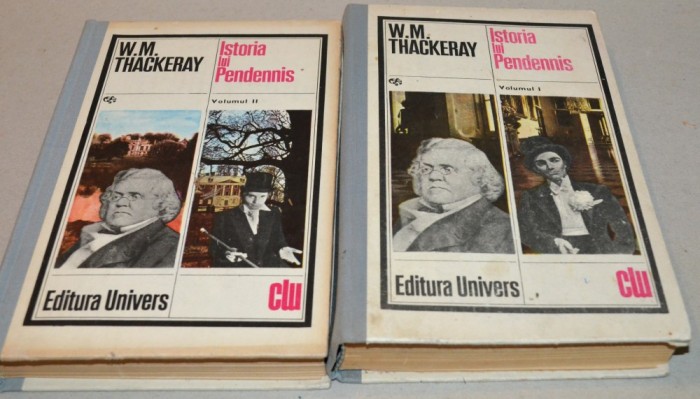 W.M.
THACKERAY
Istoria
lui
Pendennis
Volumul II
Editura Univers
clu
W.M.
THACKERAY
Istoria
lui
Pendennis
Volumul I
Editura Univers
clu